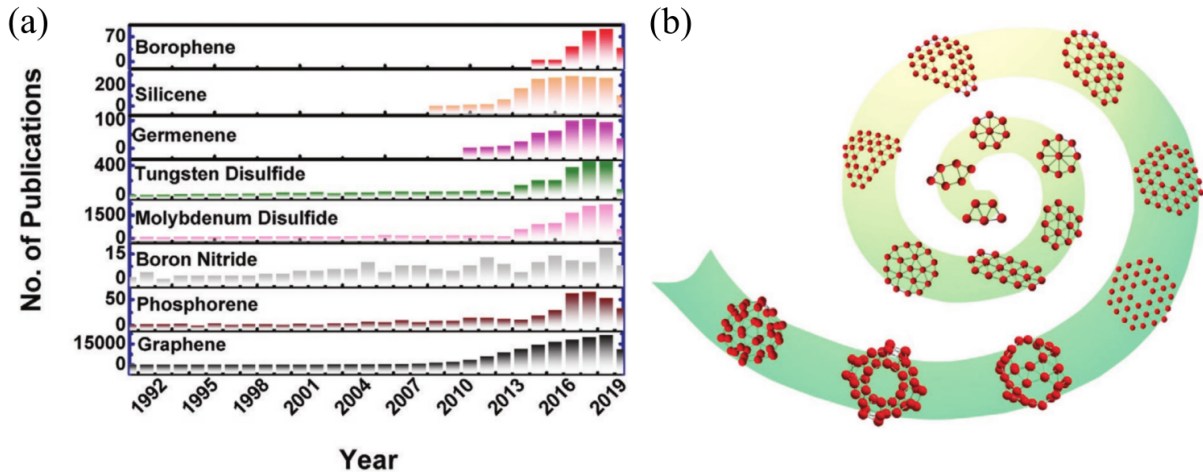 (a)
(b)
No. of Publications
70
0
Borophene
200
0
Silicene
100
0
Germenene
400
0
Tungsten Disulfide
1500
0
Molybdenum Disulfide
15
0
Boron Nitride
50
0
Phosphorene
15000
0
Graphene
1992
1995
1998
2001
2004
2007
2010
2013
2016
2019
Year